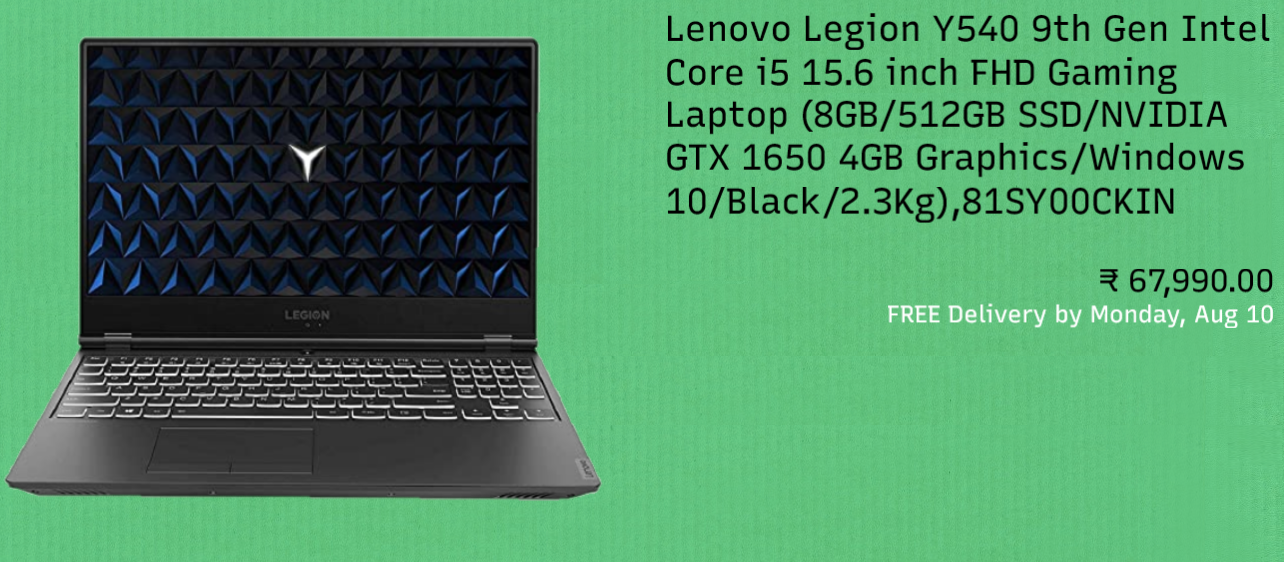 Lenovo Legion Y540 9th Gen Intel
Core i5 15.6 inch FHD Gaming
Laptop (8GB/512GB SSD/NVIDIA
GTX 1650 4GB Graphics/Windows
10/Black/2.3Kg),81SY00CKIN
₹ 67,990.00
FREE Delivery by Monday, Aug 10
LEGION